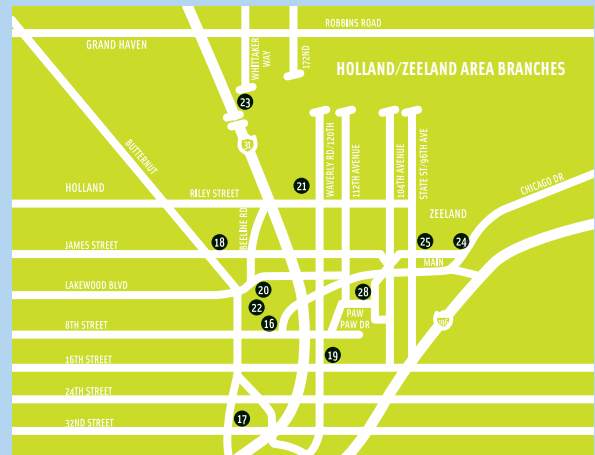 ROBBINS ROAD
GRAND HAVEN
WHITTAKER
WAY
172ND
HOLLAND/ZEELAND AREA BRANCHES
23
31
BUTTERNUT
WAVERLY RD/120TH
112TH AVENUE
104TH AVENUE
STATE ST/96TH AVE
CHICAGO DR
21
HOLLAND
RILEY STREET
ZEELAND
BEELINE RD
18
25
24
JAMES STREET
MAIN
LAKEWOOD BLVD
20
28
22
PAW
PAW DR
16
196
8TH STREET
19
16TH STREET
24TH STREET
17
32ND STREET